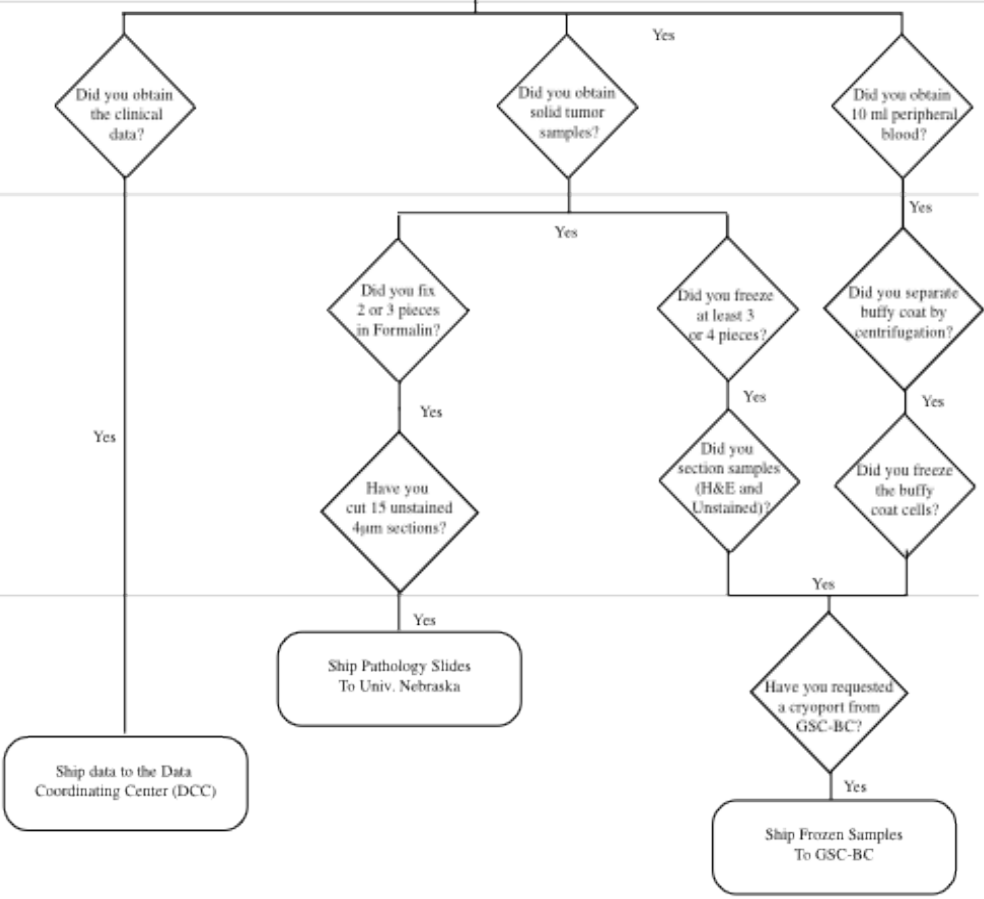 Yes
Did you obtain
the clinical
data?
Did you obtain
solid tumor
samples?
Did you obtain
10 ml peripheral
blood?
Yes
Yes
Did you fix
2 or 3 pieces
in Formalin?
Did you freeze
at least 3
or 4 pieces?
Did you separate
buffy coat by
centrifugation?
Yes
Yes
Yes
Yes
Have you
cut 15 unstained
4μm sections?
Did you
section samples
(H&E and
Unstained)?
Did you freeze
the buffy
coat cells?
Yes
Yes
Ship Pathology Slides
To Univ. Nebraska
Have you requested
a cryoport from
GSC-BC?
Ship data to the Data
Coordinating Center (DCC)
Yes
Ship Frozen Samples
To GSC-BC